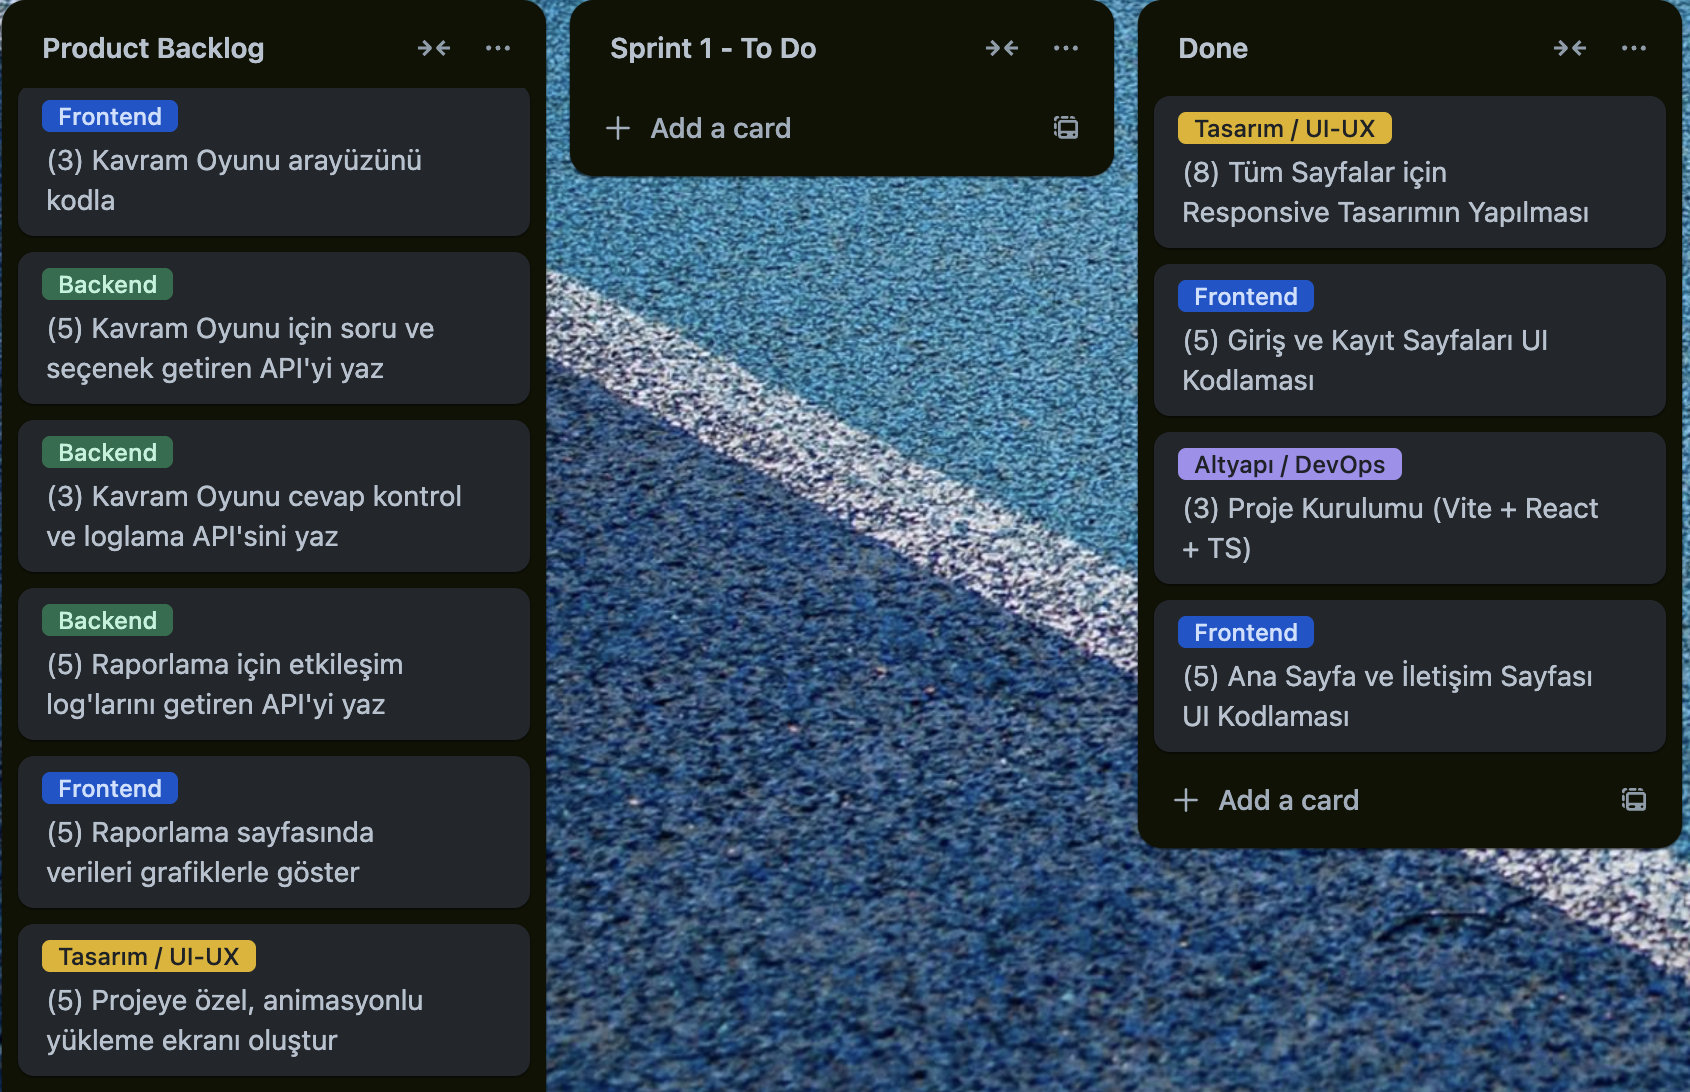 Product Backlog
Frontend
(3) Kavram Oyunu arayüzünü
kodla
Backend
(5) Kavram Oyunu için soru ve
seçenek getiren API'yi yaz
Backend
(3) Kavram Oyunu cevap kontrol
ve loglama API'sini yaz
Backend
(5) Raporlama için etkileşim
log'larını getiren API'yi yaz
Frontend
(5) Raporlama sayfasında
verileri grafiklerle göster
Tasarım / UI-UX
(5) Projeye özel, animasyonlu
yükleme ekranı oluştur
Sprint 1 - To Do
Add a card
Done
Tasarım / UI-UX
(8) Tüm Sayfalar için
Responsive Tasarımın Yapılması
Frontend
(5) Giriş ve Kayıt Sayfaları UI
Kodlaması
Altyapı / DevOps
(3) Proje Kurulumu (Vite + React
+ TS)
Frontend
(5) Ana Sayfa ve İletişim Sayfası
UI Kodlaması
Add a card